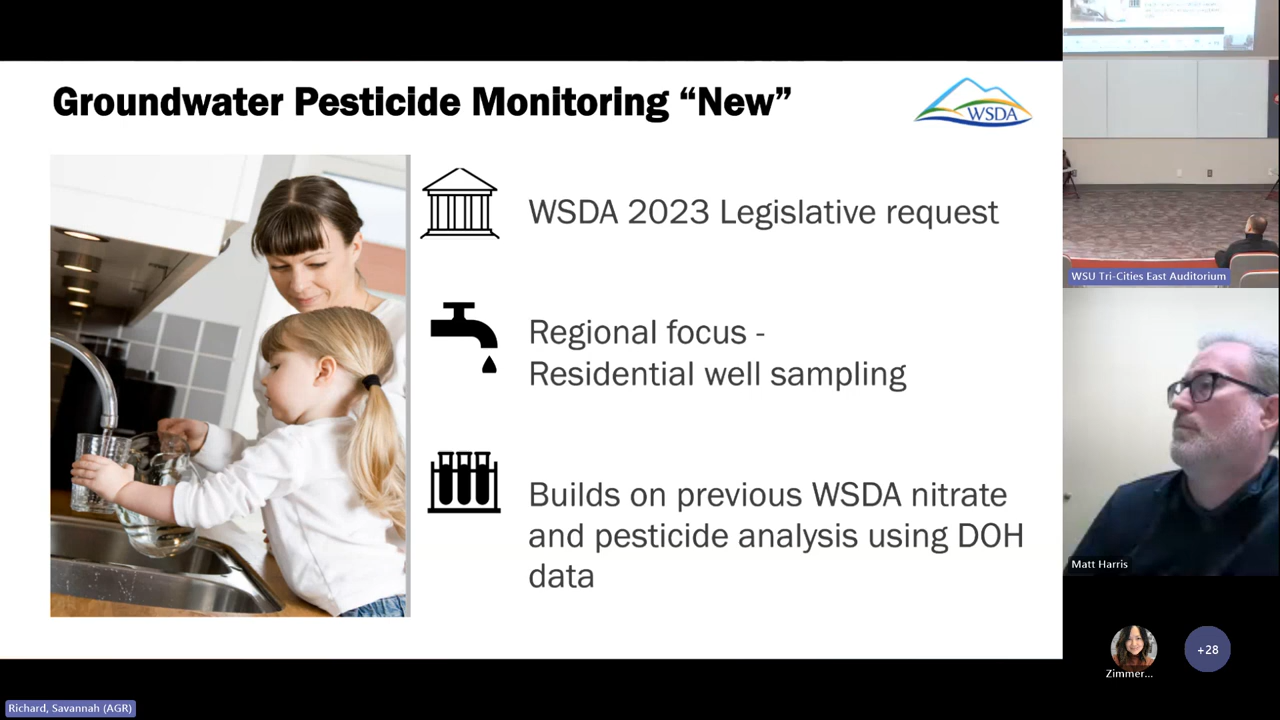 Groundwater Pesticide Monitoring “New”
WSDA
WSDA 2023 Legislative request
Regional focus -
Residential well sampling
Builds on previous WSDA nitrate
and pesticide analysis using DOH
data
WSU Tri-Cities East Auditorium
Matt Harris
Zimmer...
+28
Richard, Savannah (AGR)